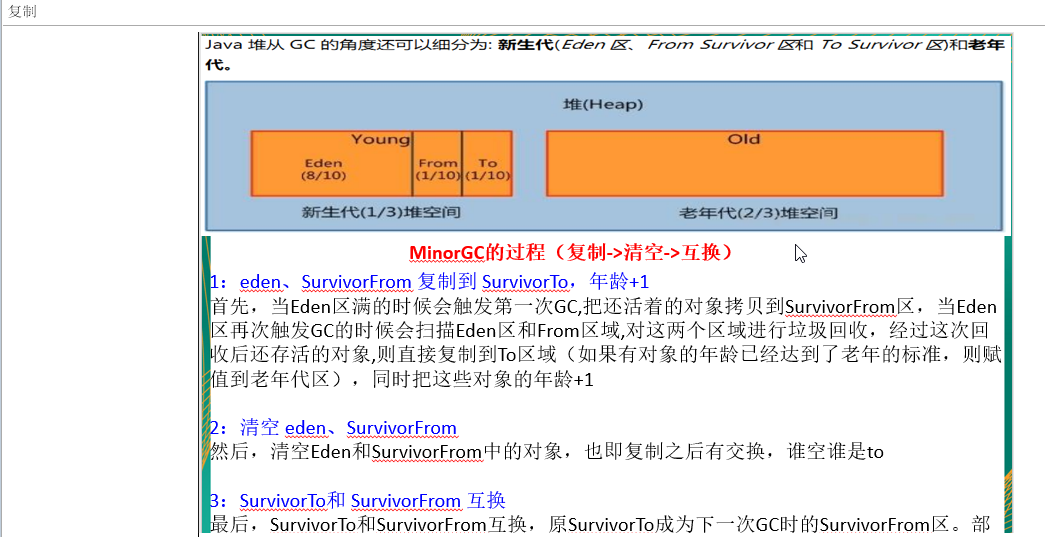 复制
Java 堆从 GC 的角度还可以细分为: 新生代(Eden 区、From Survivor 区和 To Survivor 区)和老年
代。
堆(Heap)
Young
Old
Eden
(8/10)
From
(1/10)
To
(1/10)
新生代(1/3)堆空间
老年代(2/3)堆空间
MinorGC的过程（复制->清空->互换）
1：eden、SurvivorFrom 复制到 SurvivorTo，年龄+1
首先，当Eden区满的时候会触发第一次GC,把还活着的对象拷贝到SurvivorFrom区，当Eden
区再次触发GC的时候会扫描Eden区和From区域,对这两个区域进行垃圾回收，经过这次回
收后还存活的对象,则直接复制到To区域（如果有对象的年龄已经达到了老年的标准，则赋
值到老年代区），同时把这些对象的年龄+1
2：清空 eden、SurvivorFrom
然后，清空Eden和SurvivorFrom中的对象，也即复制之后有交换，谁空谁是to
3：SurvivorTo和 SurvivorFrom 互换
最后，SurvivorTo和SurvivorFrom互换，原SurvivorTo成为下一次GC时的SurvivorFrom区。部